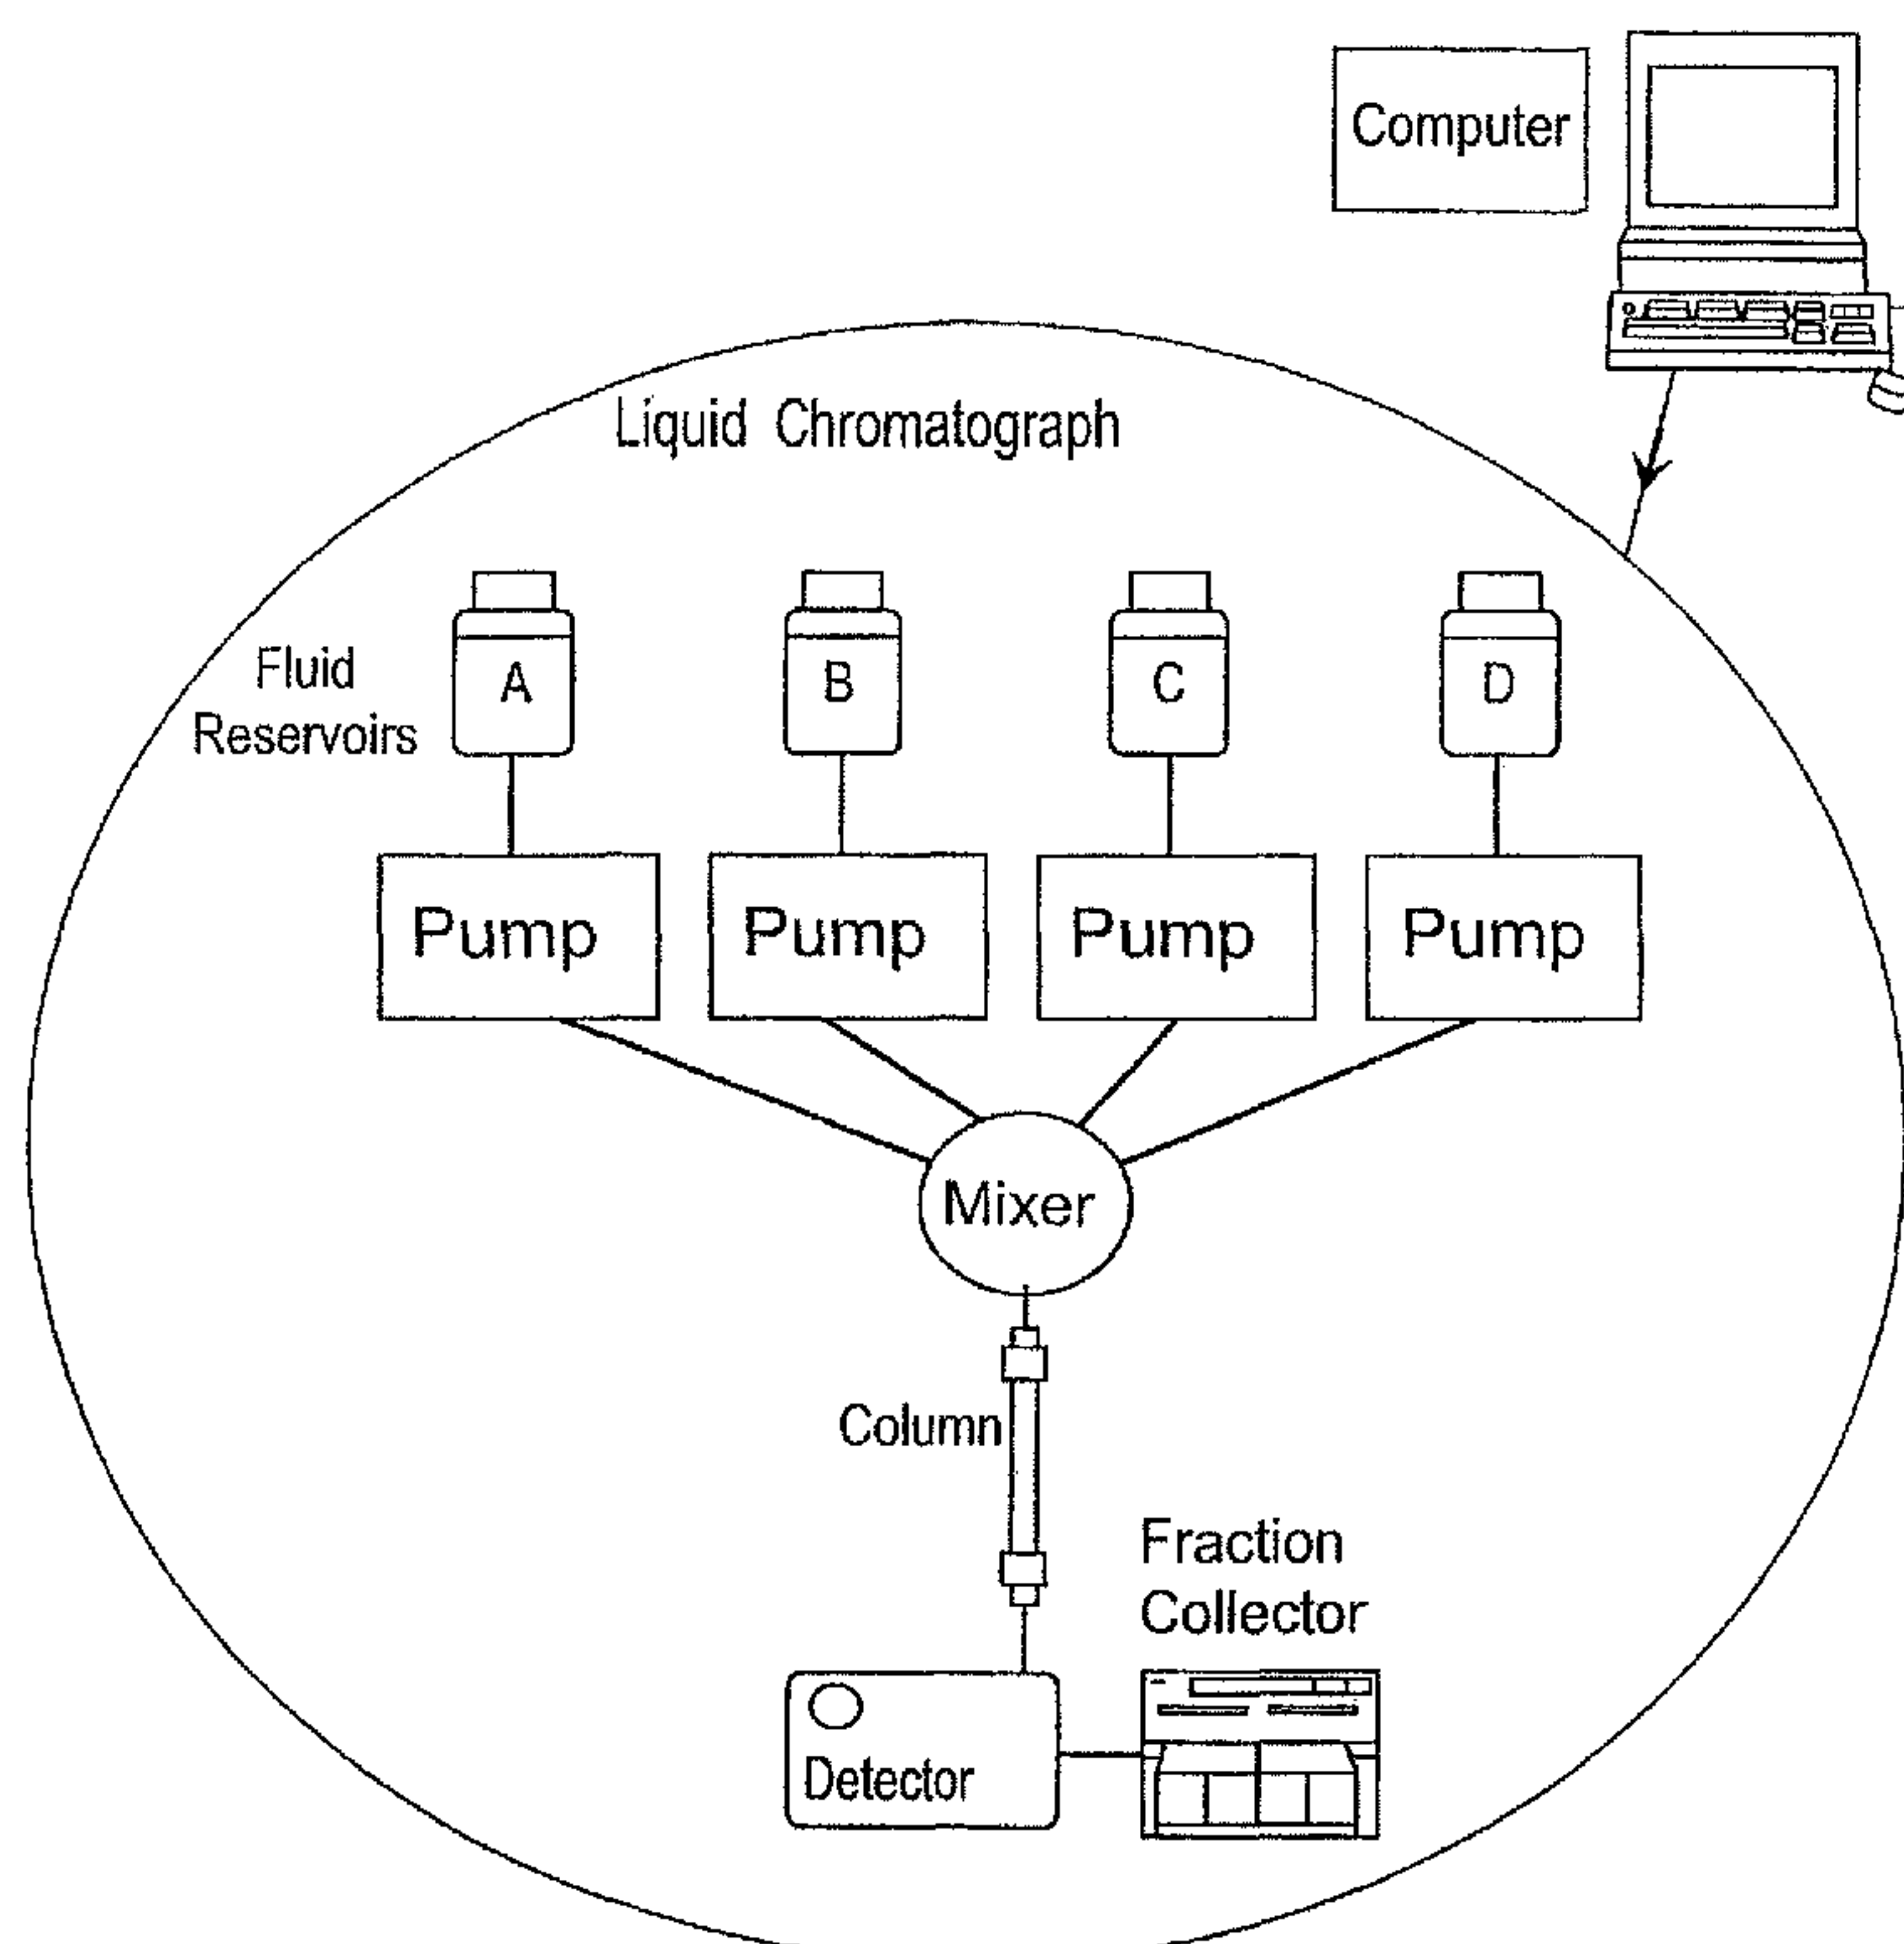 Computer
Liquid Chromatograph
Fluid
Reservoirs
A
B
C
D
Pump
Pump
Pump
Pump
Mixer
Column
Fraction
Collector
Detector